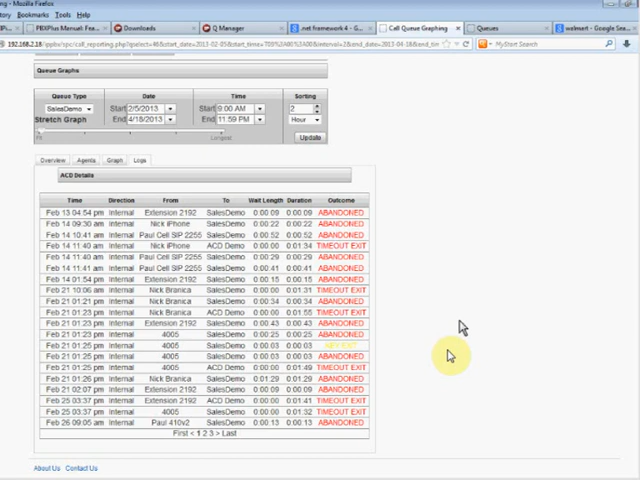 ng - Mozilla Firefox
story Bookmarks Tools Help
PBXPlus Manual: Fea... Downloads Q Manager .net framework 4 - G... Call Queue Graphing Queues walmart - Google Sea...
My Start Search
Queue Graphs
Queue Type Date Time Sorting
SalesDemo Start 2/5/2013 Start 9:00 AM 2
Stretch Graph End 4/18/2013 End 11:59 PM Hour
Fit Longest Update
Overview Agents Graph Logs
ACD Details
Time Direction From To Wait Length Duration Outcome
Feb 13 04:54 pm Internal Extension 2192 SalesDemo 0:00:09 0:00:09 ABANDONED
Feb 14 09:30 am Internal Nick iPhone SalesDemo 0:00:22 0:00:22 ABANDONED
Feb 14 10:41 am Internal Paul Cell SIP 2255 SalesDemo 0:00:52 0:00:52 ABANDONED
Feb 14 11:40 am Internal Nick iPhone ACD Demo 0:00:00 0:01:34 TIMEOUT EXIT
Feb 14 11:40 am Internal Paul Cell SIP 2255 SalesDemo 0:00:29 0:00:29 ABANDONED
Feb 14 11:41 am Internal Paul Cell SIP 2255 SalesDemo 0:00:41 0:00:41 ABANDONED
Feb 14 01:54 pm Internal Extension 2192 SalesDemo 0:00:15 0:00:15 ABANDONED
Feb 21 10:06 am Internal Nick Branica SalesDemo 0:00:00 0:01:31 TIMEOUT EXIT
Feb 21 01:21 pm Internal Nick Branica SalesDemo 0:00:34 0:00:34 ABANDONED
Feb 21 01:23 pm Internal Nick Branica ACD Demo 0:00:00 0:01:55 TIMEOUT EXIT
Feb 21 01:23 pm Internal Extension 2192 SalesDemo 0:00:43 0:00:43 ABANDONED
Feb 21 01:23 pm Internal 4005 SalesDemo 0:00:25 0:00:25 ABANDONED
Feb 21 01:25 pm Internal 4005 SalesDemo 0:00:03 0:00:03 KEY EXIT
Feb 21 01:25 pm Internal 4005 SalesDemo 0:00:03 0:00:03 ABANDONED
Feb 21 01:25 pm Internal 4005 ACD Demo 0:00:00 0:01:49 TIMEOUT EXIT
Feb 21 01:26 pm Internal Nick Branica SalesDemo 0:01:29 0:01:29 ABANDONED
Feb 21 02:07 pm Internal Extension 2192 SalesDemo 0:00:09 0:00:09 ABANDONED
Feb 25 03:37 pm Internal Extension 2192 SalesDemo 0:00:00 0:01:41 TIMEOUT EXIT
Feb 25 03:37 pm Internal 4005 SalesDemo 0:00:00 0:01:32 TIMEOUT EXIT
Feb 26 09:05 am Internal Paul 410v2 SalesDemo 0:00:13 0:00:13 ABANDONED
First < 1 2 3 > Last
About Us Contact Us